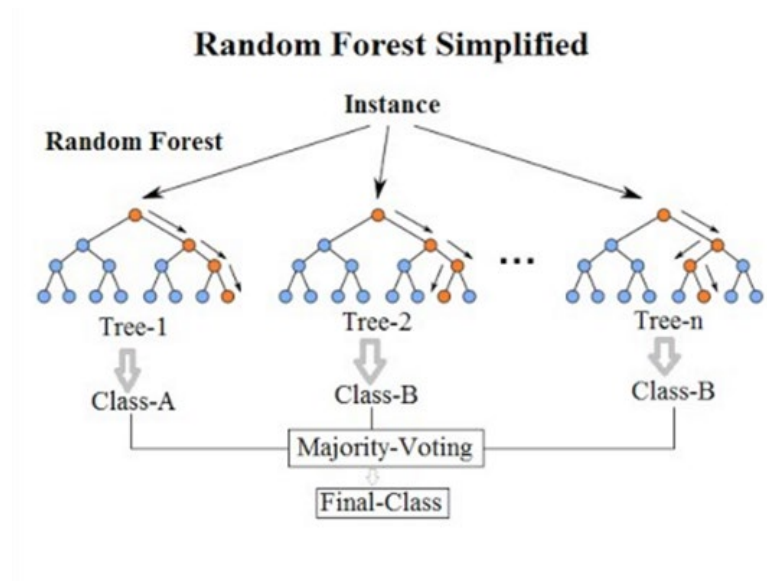 Random Forest Simplified
Instance
Random Forest
...
Tree-1
Tree-2
Tree-n
Class-A
Class-B
Class-B
Majority-Voting
Final-Class